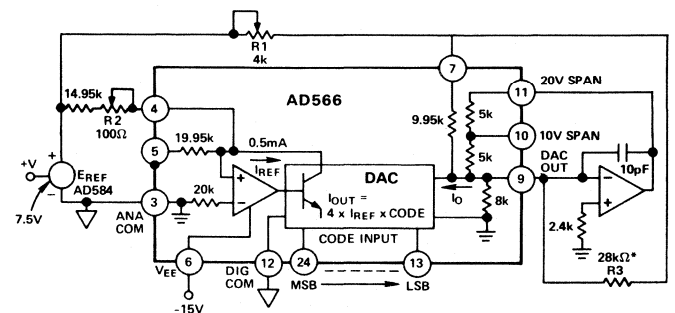 R1
4k
7
11
20V SPAN
14.95k
R2
100Ω
4
AD566
9.95k
5k
10
10V SPAN
5
19.95k
0.5mA
IREF
5k
DAC
OUT
9
10pF
+
EREF
AD584
−
+V
7.5V
3
ANA
COM
20k
+
−
DAC
IOUT =
4 x IREF x CODE
CODE INPUT
IO
8k
−
+
2.4k
VEE
6
-15V
DIG
COM
12
24
13
MSB
LSB
28kΩ*
R3